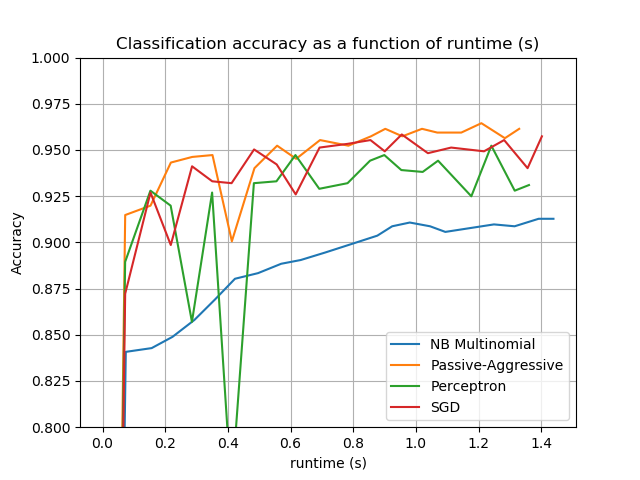 Classification accuracy as a function of runtime (s)
1.000
0.975
0.950
0.925
0.900
0.875
0.850
0.825
0.800
Accuracy
NB Multinomial
Passive-Aggressive
Perceptron
SGD
0.0 0.2 0.4 0.6 0.8 1.0 1.2 1.4
runtime (s)